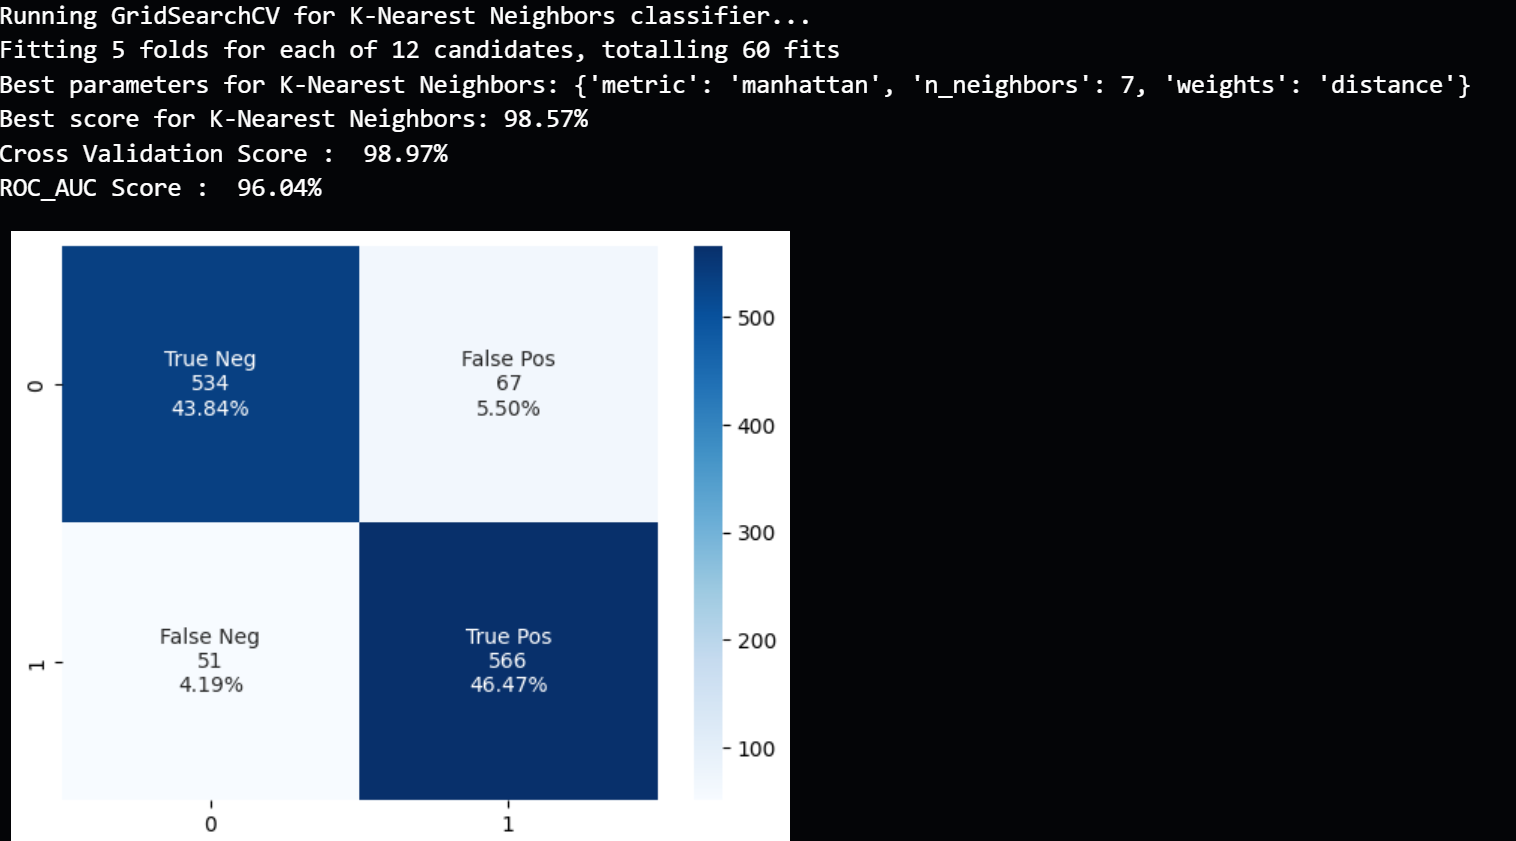 Running GridSearchCV for K-Nearest Neighbors classifier...
Fitting 5 folds for each of 12 candidates, totalling 60 fits
Best parameters for K-Nearest Neighbors: {'metric': 'manhattan', 'n_neighbors': 7, 'weights': 'distance'}
Best score for K-Nearest Neighbors: 98.57%
Cross Validation Score :  98.97%
ROC_AUC Score :  96.04%
True Neg
534
43.84%
False Pos
67
5.50%
False Neg
51
4.19%
True Pos
566
46.47%
0
1
0
1
500
400
300
200
100